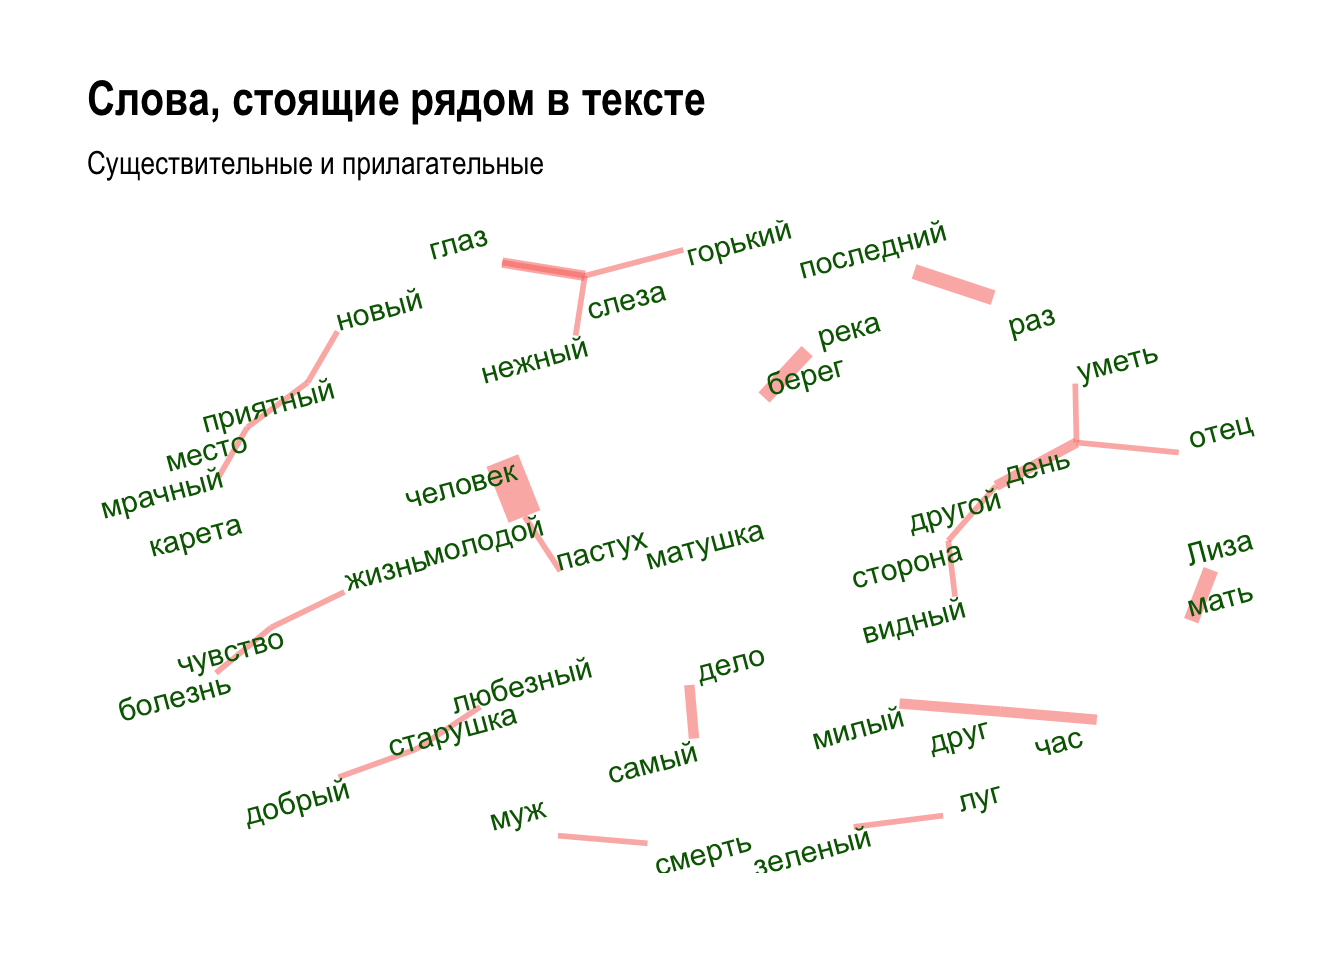 Слова, стоящие рядом в тексте
Существительные и прилагательные
глаз
горький
последний
новый
слеза
раз
река
нежный
берег
уметь
приятный
место
отец
мрачный
человек
день
другой
карета
молодой
жизнь
пастух
матушка
сторона
Лиза
мать
видный
чувство
болезнь
любезный
дело
старушка
милый
друг
час
самый
добрый
муж
луг
смерть
зеленый